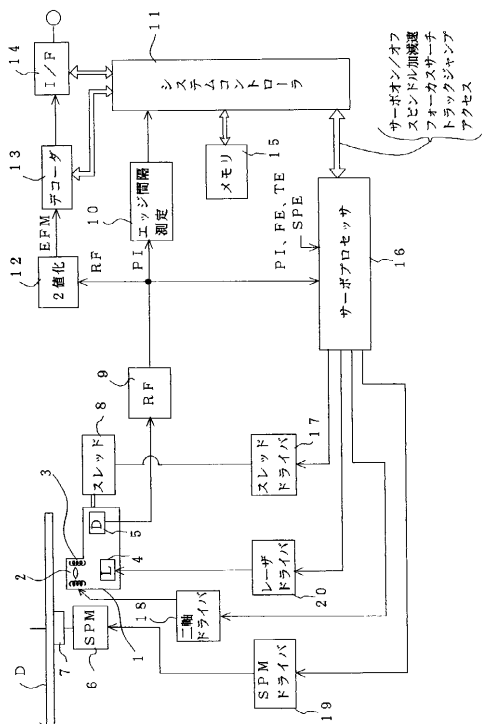 D
2
3
7
SPM
6
1
L
4
D
5
スレッド
8
RF
9
2値化
12
EFM
RF
PI
デコーダ
13
I/F
14
エッジ間隔
測定
10
システムコントローラ
11
メモリ
15
PI、FE、TE
SPE
サーボプロセッサ
16
サーボオン/オフ
スピンドル加減速
フォーカスサーチ
トラックジャンプ
アクセス
スレッド
ドライバ
17
レーザ
ドライバ
20
二軸
ドライバ
18
SPM
ドライバ
19